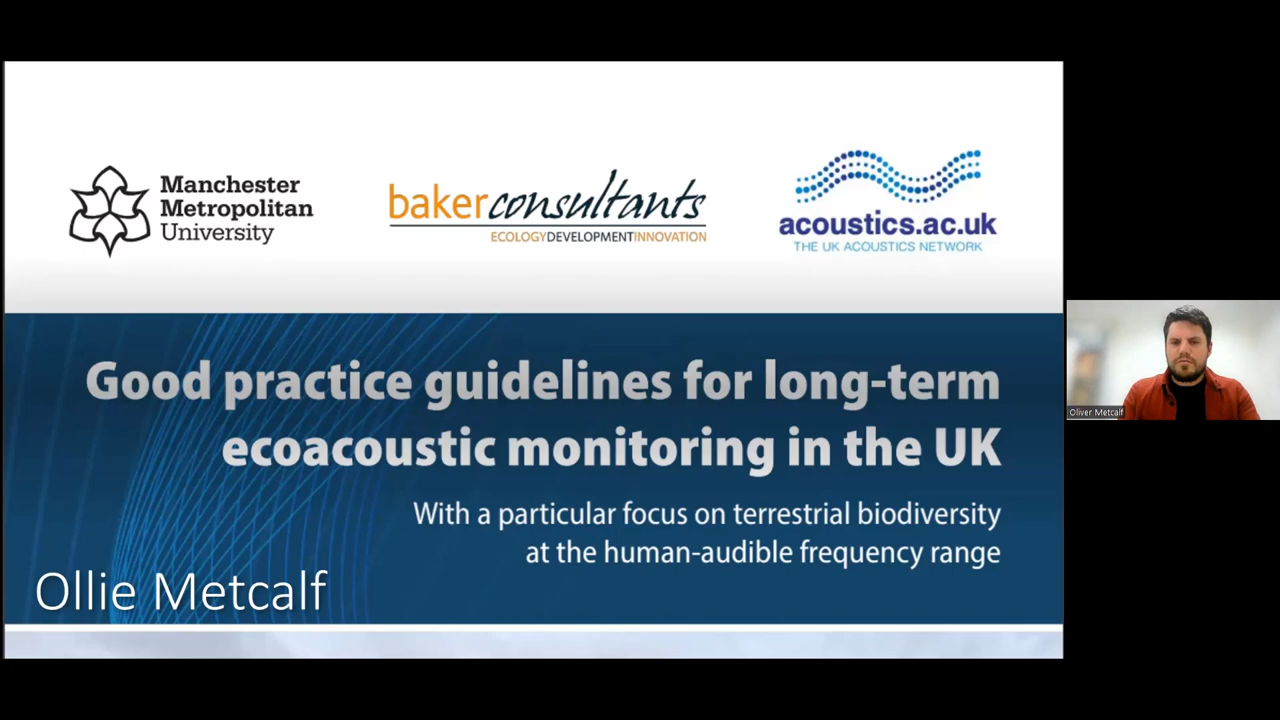 Manchester
Metropolitan
University
bakerconsultants
ECOLOGYDEVELOPMENTINNOVATION
acoustics.ac.uk
THE UK ACOUSTICS NETWORK
Good practice guidelines for long-term
ecoacoustic monitoring in the UK
With a particular focus on terrestrial biodiversity
at the human-audible frequency range
Ollie Metcalf
Oliver Metcalf